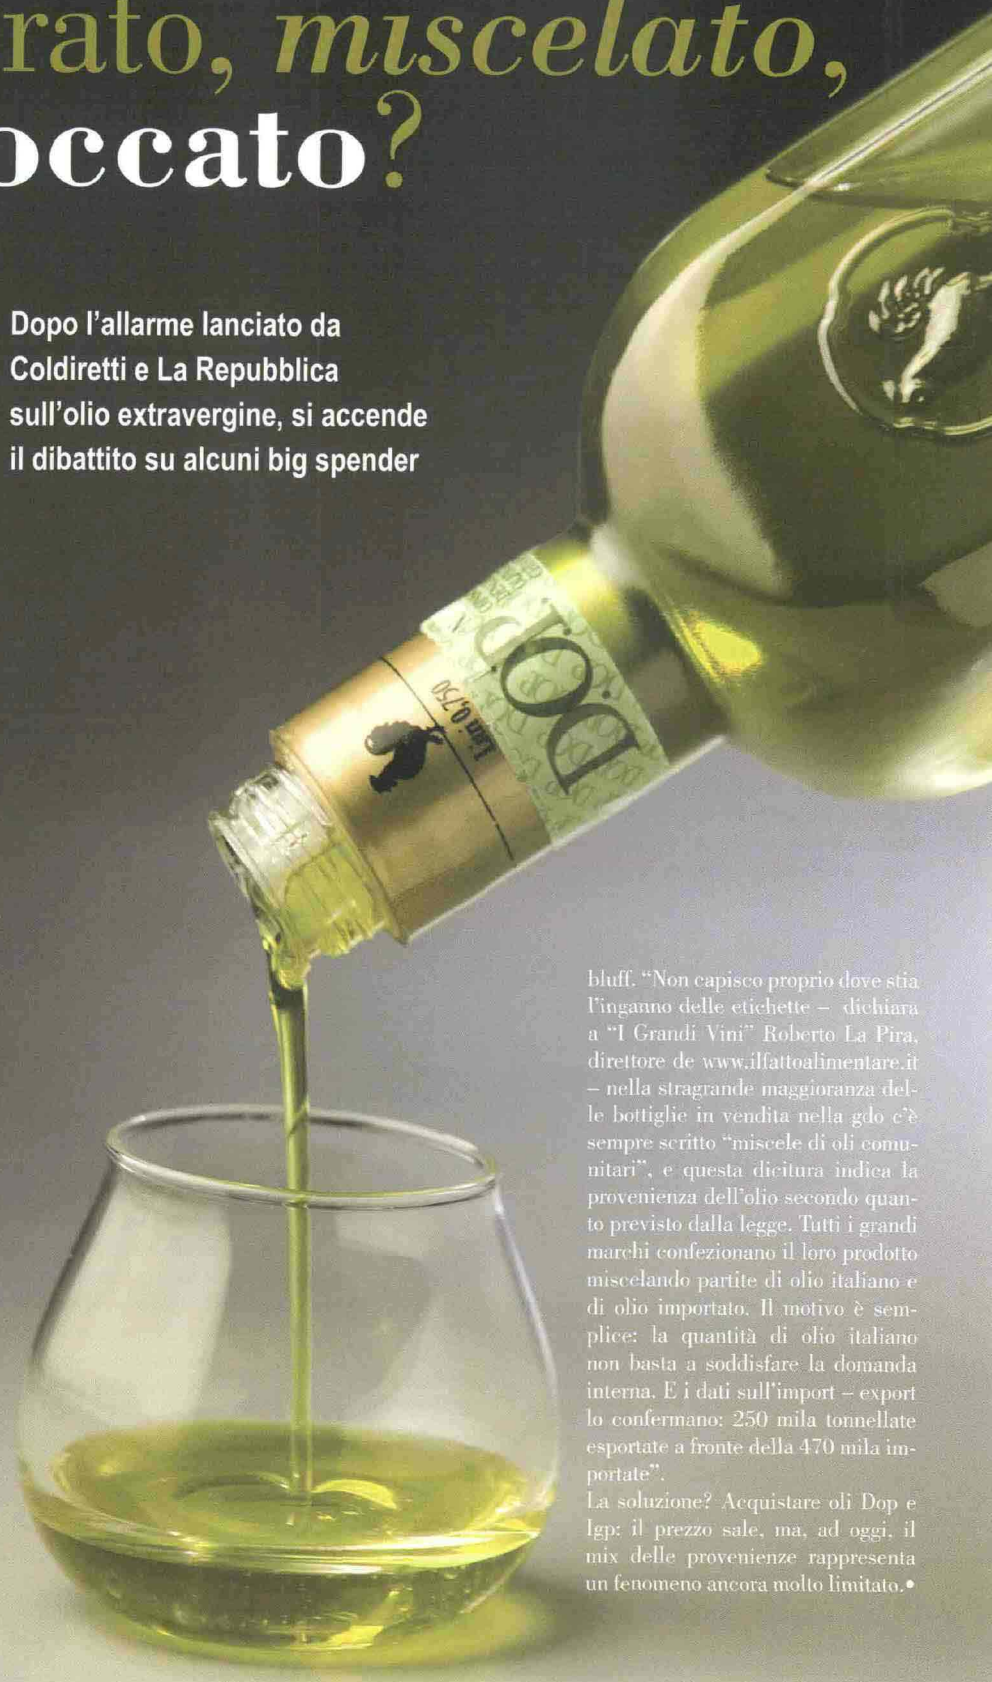 rato, miscelato,
occato?
Dopo l'allarme lanciato da
Coldiretti e La Repubblica
sull'olio extravergine, si accende
il dibattito su alcuni big spender
D.O.P.
Litri 0,750
bluff. “Non capisco proprio dove stia
l'inganno delle etichette – dichiara
a “I Grandi Vini” Roberto La Pira,
direttore de www.ilfattoalimentare.it
– nella stragrande maggioranza del-
le bottiglie in vendita nella gdo c'è
sempre scritto “miscele di oli comu-
nitari”, e questa dicitura indica la
provenienza dell'olio secondo quan-
to previsto dalla legge. Tutti i grandi
marchi confezionano il loro prodotto
miscelando partite di olio italiano e
di olio importato. Il motivo è sem-
plice: la quantità di olio italiano
non basta a soddisfare la domanda
interna. E i dati sull'import – export
lo confermano: 250 mila tonnellate
esportate a fronte della 470 mila im-
portate”.
La soluzione? Acquistare oli Dop e
Igp: il prezzo sale, ma, ad oggi, il
mix delle provenienze rappresenta
un fenomeno ancora molto limitato.•